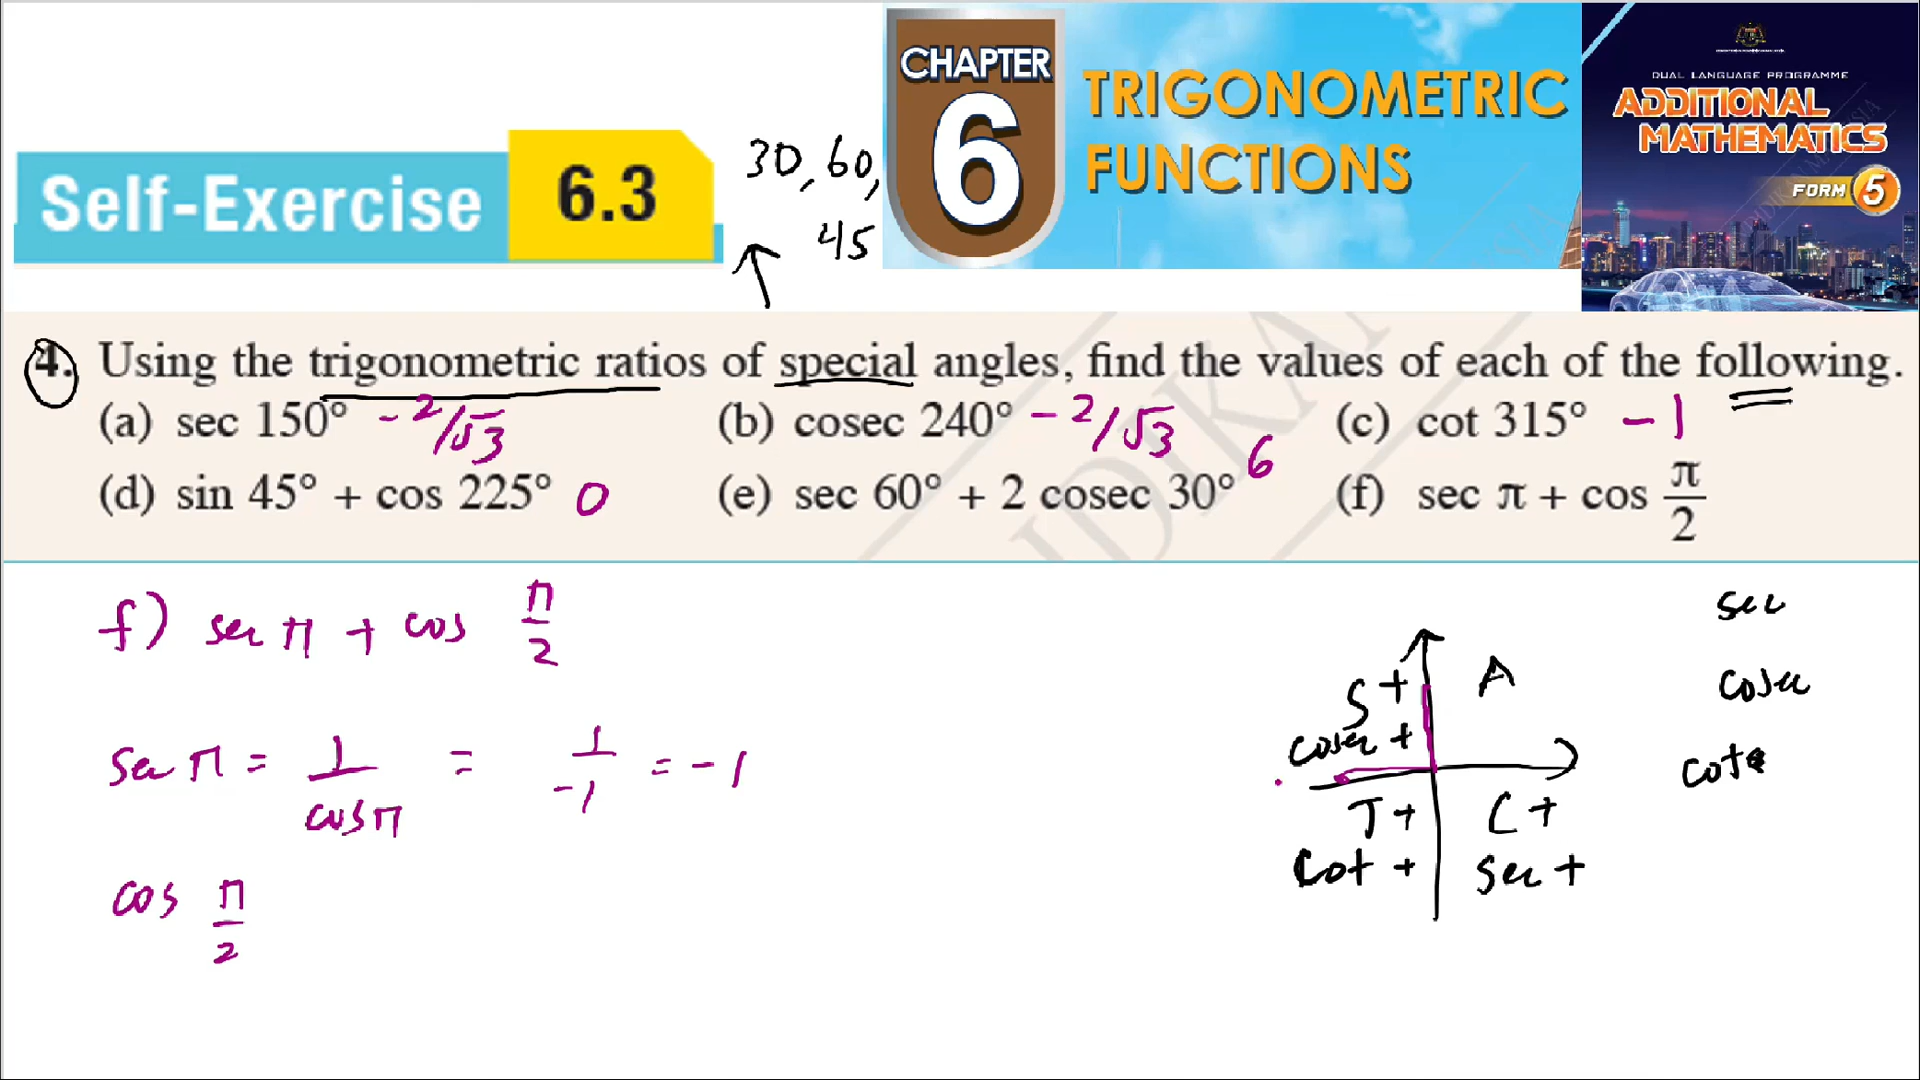 CHAPTER
6
TRIGONOMETRIC
FUNCTIONS
DUAL LANGUAGE PROGRAMME
ADDITIONAL
MATHEMATICS
FORM 5
Self-Exercise 6.3
30, 60,
45
4. Using the trigonometric ratios of special angles, find the values of each of the following.
(a) sec 150° -2/√3 (b) cosec 240° -2/√3 (c) cot 315° -1
(d) sin 45° + cos 225° 0 (e) sec 60° + 2 cosec 30° 6 (f) sec π + cos π/2
f) sec π + cos π/2
sec π = 1/cos π = 1/-1 = -1
cos π/2
S + A
cosec +
T + C +
cot + sec +
sec
cosec
cot